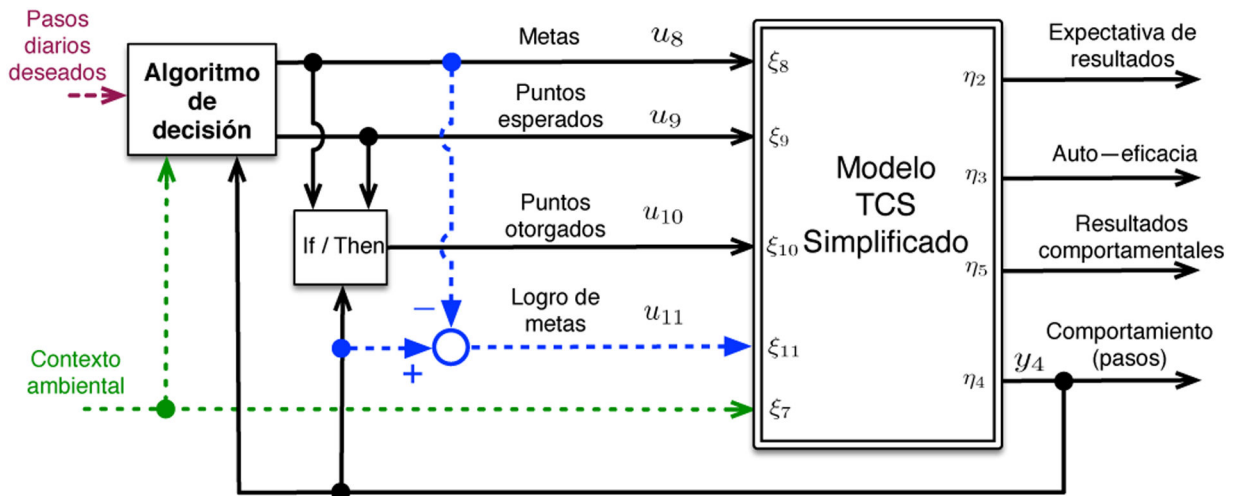 Pasos
diarios
deseados
Algoritmo
de
decisión
Metas
u8
Puntos
esperados
u9
If / Then
Puntos
otorgados
u10
−
+
Logro de
metas
u11
Contexto
ambiental
ξ8
ξ9
ξ10
ξ11
ξ7
Modelo
TCS
Simplificado
η2
η3
η5
η4
Expectativa de
resultados
Auto−eficacia
Resultados
comportamentales
y4
Comportamiento
(pasos)